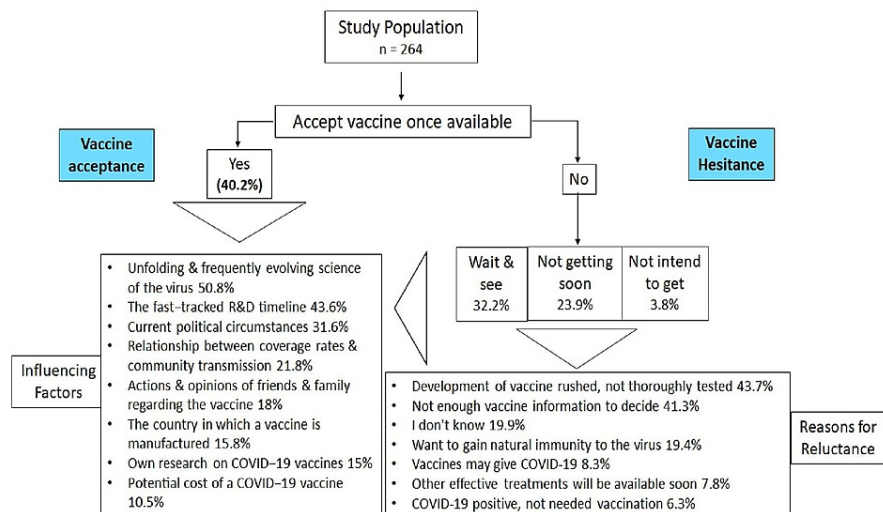 Study Population
n = 264
Accept vaccine once available
Vaccine
acceptance
Vaccine
Hesitance
Yes
(40.2%)
No
Wait &
see
32.2%
Not getting
soon
23.9%
Not intend
to get
3.8%
Influencing
Factors
• Unfolding & frequently evolving science
of the virus 50.8%
• The fast–tracked R&D timeline 43.6%
• Current political circumstances 31.6%
• Relationship between coverage rates &
community transmission 21.8%
• Actions & opinions of friends & family
regarding the vaccine 18%
• The country in which a vaccine is
manufactured 15.8%
• Own research on COVID–19 vaccines 15%
• Potential cost of a COVID–19 vaccine
10.5%
• Development of vaccine rushed, not thoroughly tested 43.7%
• Not enough vaccine information to decide 41.3%
• I don't know 19.9%
• Want to gain natural immunity to the virus 19.4%
• Vaccines may give COVID-19 8.3%
• Other effective treatments will be available soon 7.8%
• COVID-19 positive, not needed vaccination 6.3%
Reasons for
Reluctance